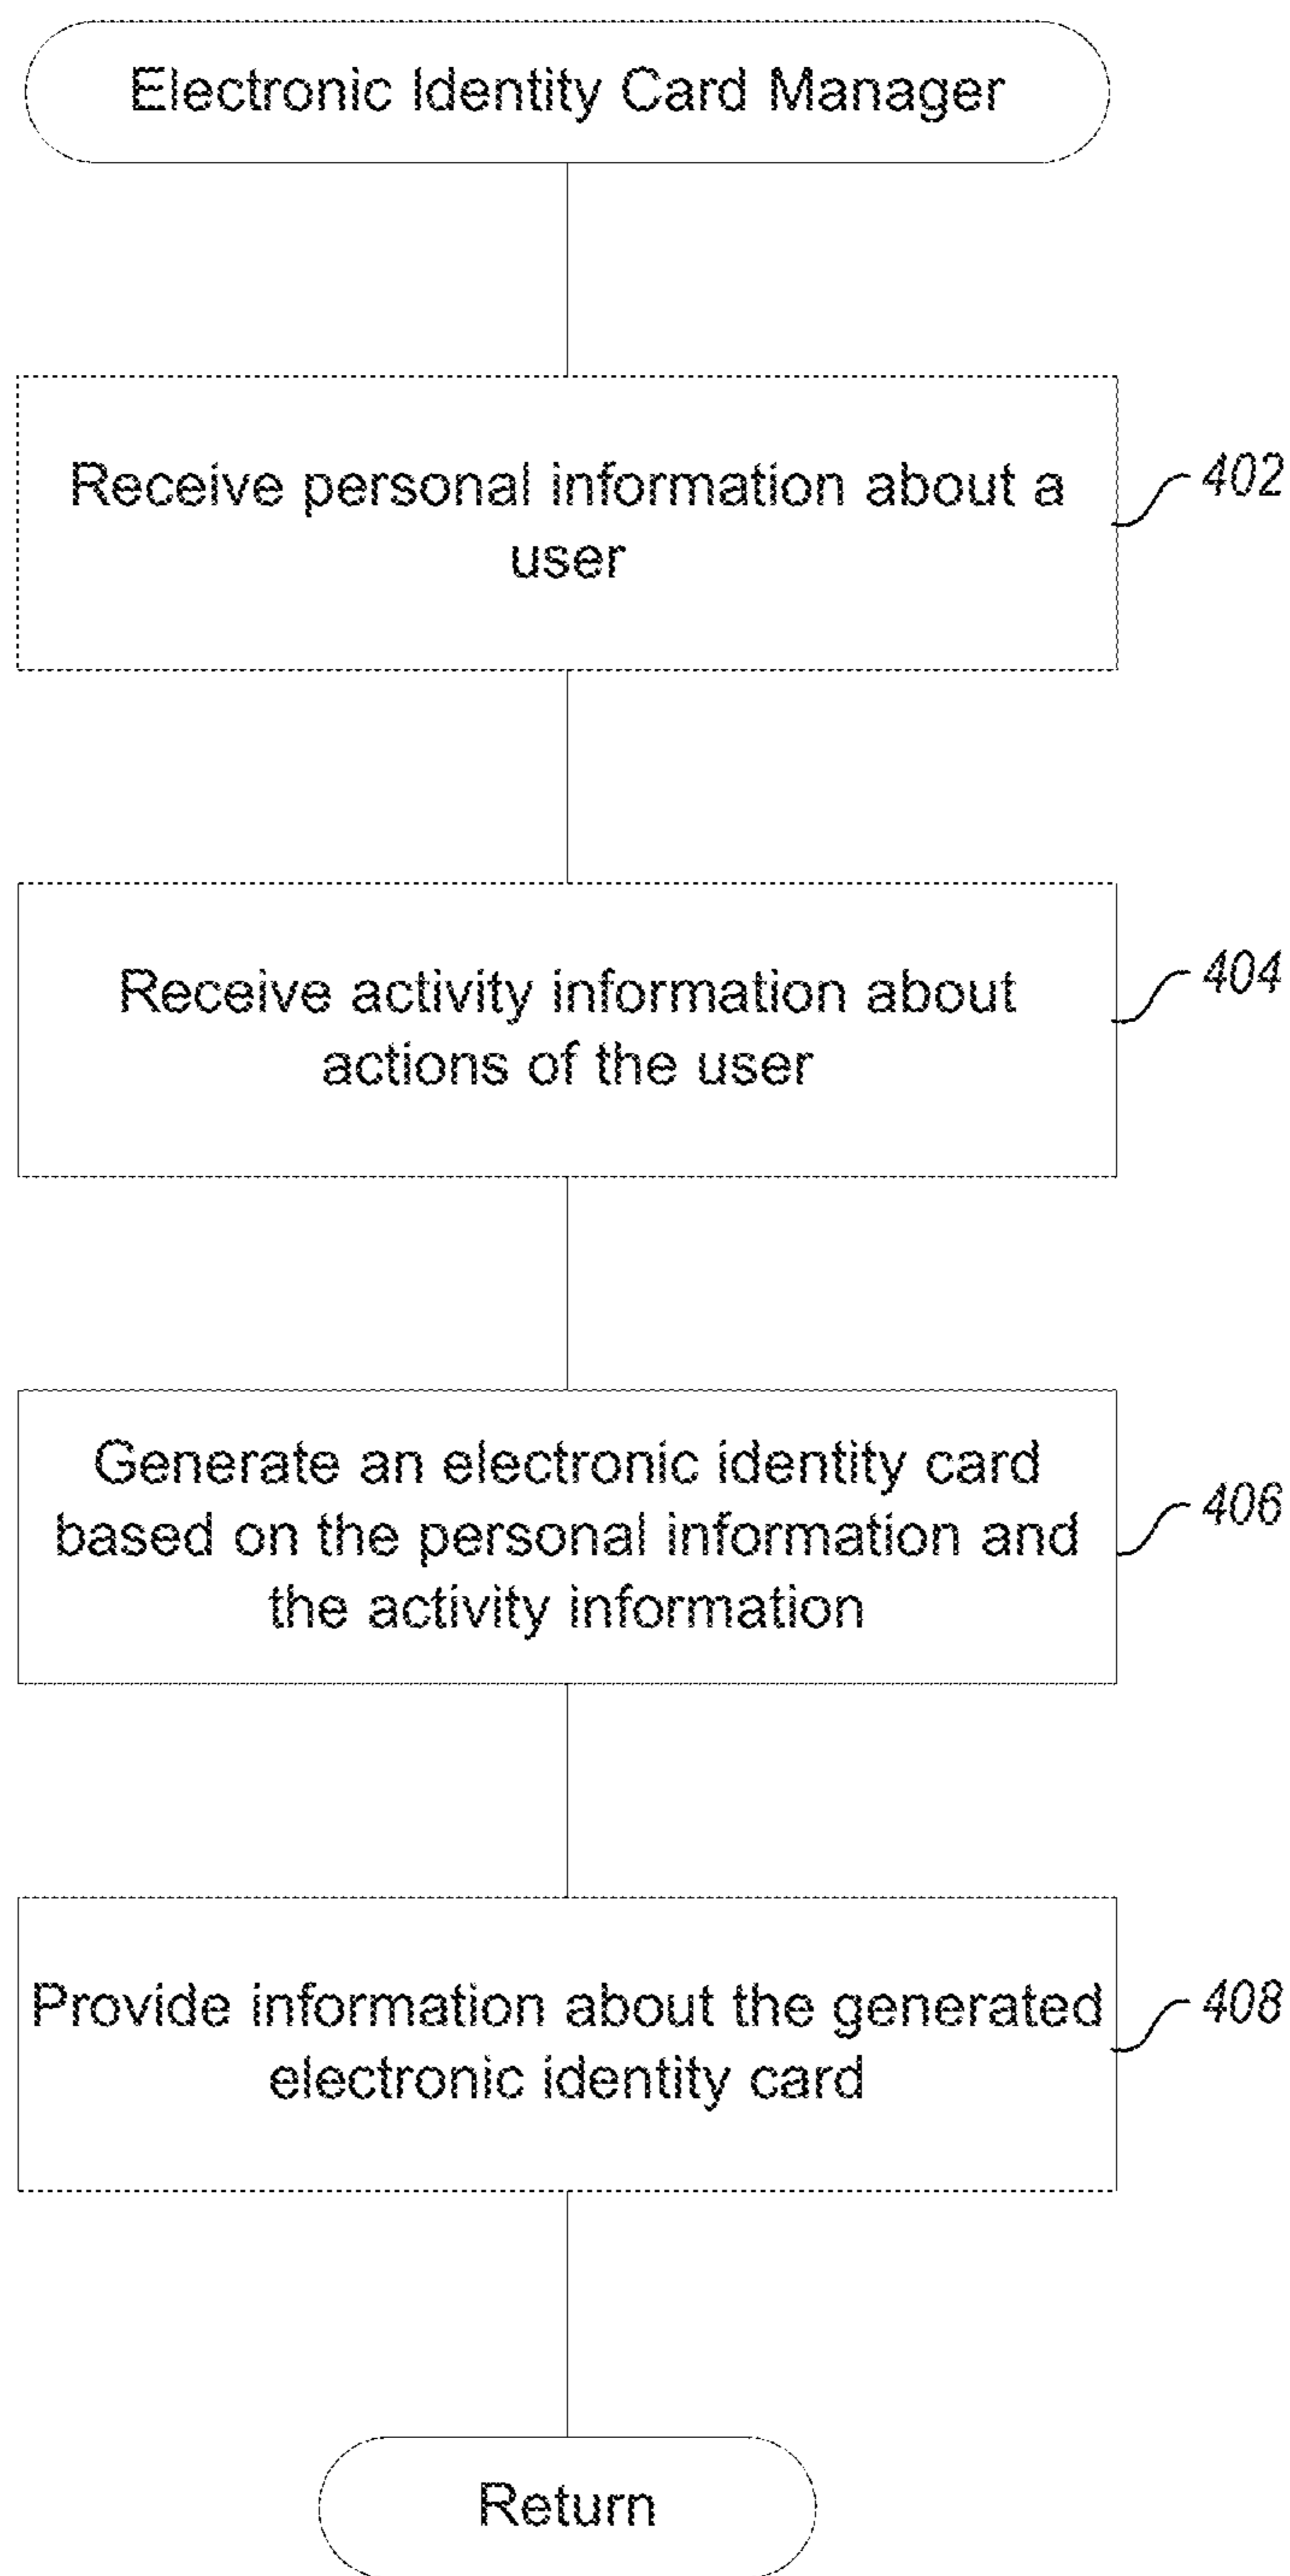 Electronic Identity Card Manager
Receive personal information about a
user
402
Receive activity information about
actions of the user
404
Generate an electronic identity card
based on the personal information and
the activity information
406
Provide information about the generated
electronic identity card
408
Return